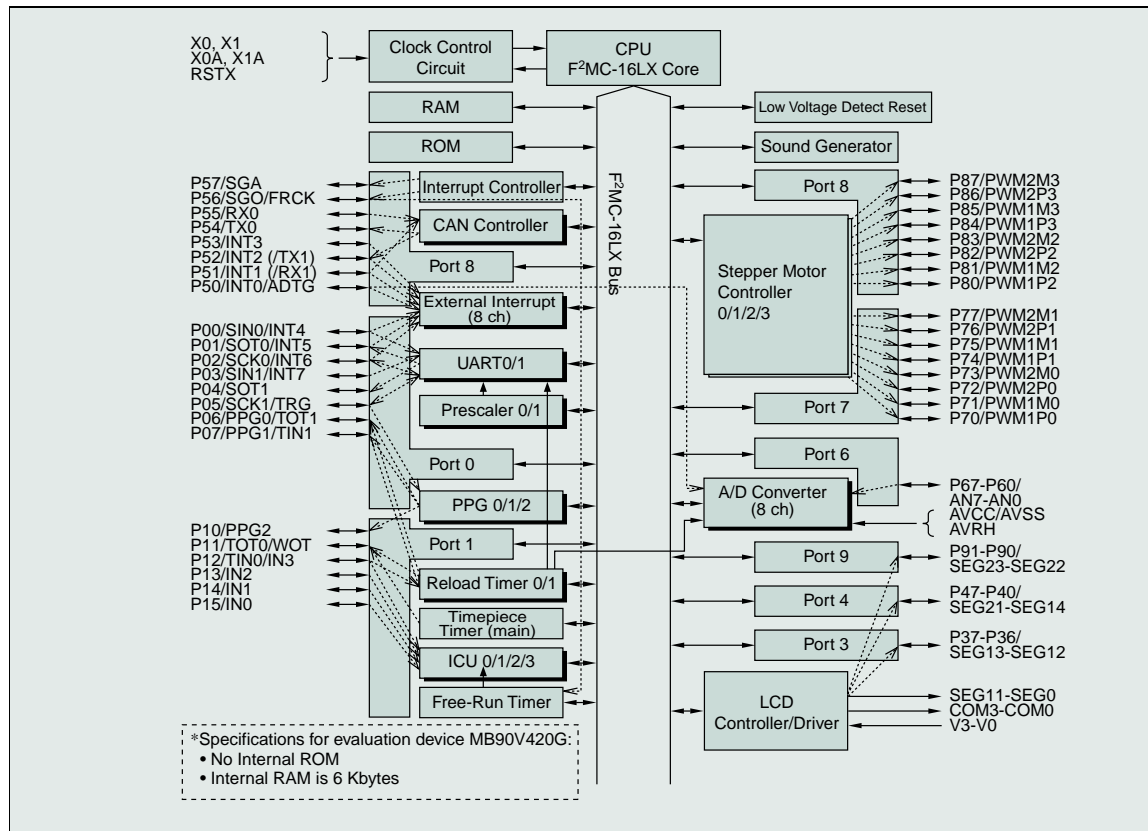 X0, X1
X0A, X1A
RSTX
Clock Control
Circuit
CPU
F²MC-16LX Core
RAM
Low Voltage Detect Reset
ROM
Sound Generator
F²MC-16LX Bus
P57/SGA
P56/SGO/FRCK
P55/RX0
P54/TX0
P53/INT3
P52/INT2 (/TX1)
P51/INT1 (/RX1)
P50/INT0/ADTG
Interrupt Controller
CAN Controller
Port 8
External Interrupt
(8 ch)
P00/SIN0/INT4
P01/SOT0/INT5
P02/SCK0/INT6
P03/SIN1/INT7
P04/SOT1
P05/SCK1/TRG
P06/PPG0/TOT1
P07/PPG1/TIN1
UART0/1
Prescaler 0/1
Port 0
PPG 0/1/2
P10/PPG2
P11/TOT0/WOT
P12/TIN0/IN3
P13/IN2
P14/IN1
P15/IN0
Port 1
Reload Timer 0/1
Timepiece
Timer (main)
ICU 0/1/2/3
Free-Run Timer
Port 8
Stepper Motor
Controller
0/1/2/3
P87/PWM2M3
P86/PWM2P3
P85/PWM1M3
P84/PWM1P3
P83/PWM2M2
P82/PWM2P2
P81/PWM1M2
P80/PWM1P2
P77/PWM2M1
P76/PWM2P1
P75/PWM1M1
P74/PWM1P1
P73/PWM2M0
P72/PWM2P0
P71/PWM1M0
P70/PWM1P0
Port 7
Port 6
A/D Converter
(8 ch)
P67-P60/
AN7-AN0
AVCC/AVSS
AVRH
Port 9
P91-P90/
SEG23-SEG22
Port 4
P47-P40/
SEG21-SEG14
Port 3
P37-P36/
SEG13-SEG12
LCD
Controller/Driver
SEG11-SEG0
COM3-COM0
V3-V0
*Specifications for evaluation device MB90V420G:
• No Internal ROM
• Internal RAM is 6 Kbytes